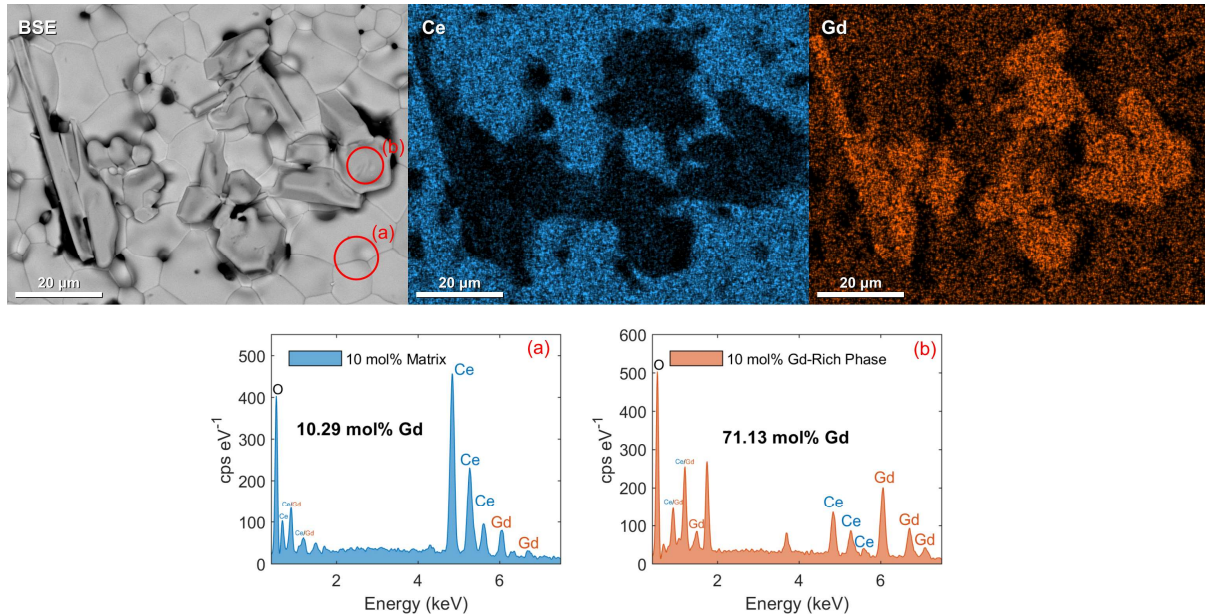 BSE
Ce
Gd
(b)
(a)
20 µm
20 µm
20 µm
(a)
10 mol% Matrix
O
10.29 mol% Gd
Ce/Gd
Ce
Ce/Gd
Ce
Ce
Ce
Gd
Gd
cps eV⁻¹
500
400
300
200
100
0
2
4
6
Energy (keV)
(b)
10 mol% Gd-Rich Phase
O
71.13 mol% Gd
Ce/Gd
Ce/Gd
Gd
Ce
Ce
Ce
Gd
Gd
Gd
cps eV⁻¹
600
500
400
300
200
100
0
2
4
6
Energy (keV)